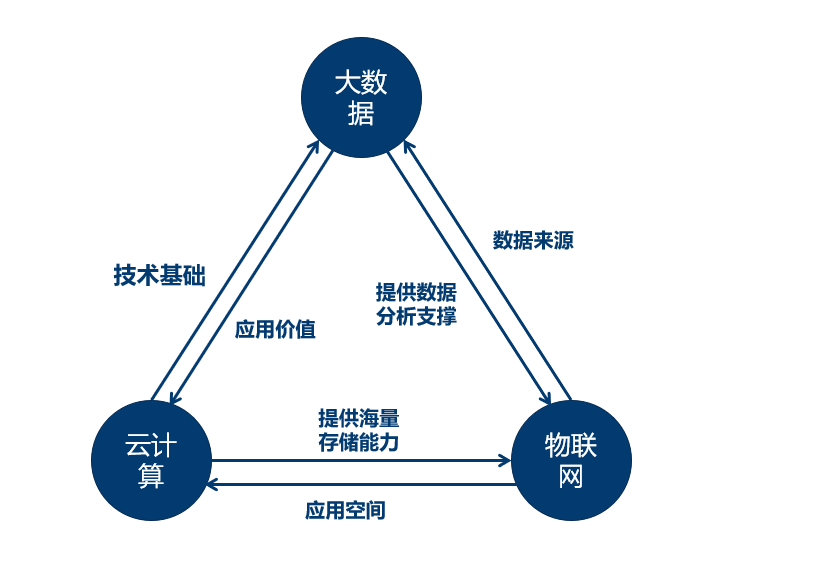 大数
据
数据来源
技术基础
提供数据
分析支撑
应用价值
提供海量
存储能力
云计
算
物联
网
应用空间